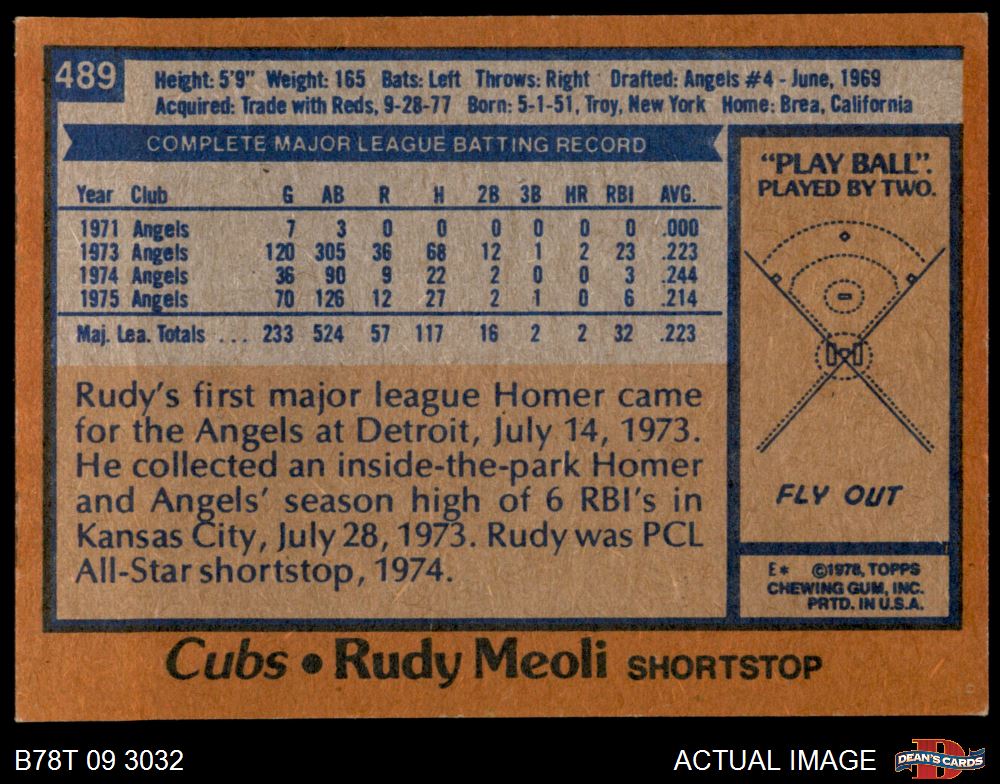 489
Height: 5'9" Weight: 165 Bats: Left Throws: Right Drafted: Angels #4 - June, 1969
Acquired: Trade with Reds, 9-28-77 Born: 5-1-51, Troy, New York Home: Brea, California
COMPLETE MAJOR LEAGUE BATTING RECORD
Year Club G AB R H 2B 3B HR RBI AVG.
1971 Angels 7 3 0 0 0 0 0 0 .000
1973 Angels 120 305 36 68 12 1 2 23 .223
1974 Angels 36 90 9 22 2 0 0 3 .244
1975 Angels 70 126 12 27 2 1 0 6 .214
Maj. Lea. Totals ... 233 524 57 117 16 2 2 32 .223
Rudy's first major league Homer came
for the Angels at Detroit, July 14, 1973.
He collected an inside-the-park Homer
and Angels' season high of 6 RBI's in
Kansas City, July 28, 1973. Rudy was PCL
All-Star shortstop, 1974.
"PLAY BALL".
PLAYED BY TWO.
FLY OUT
E* ©1978, TOPPS
CHEWING GUM, INC.
PRTD. IN U.S.A.
Cubs • Rudy Meoli SHORTSTOP
B78T 09 3032
ACTUAL IMAGE
D
DEAN'S CARDS